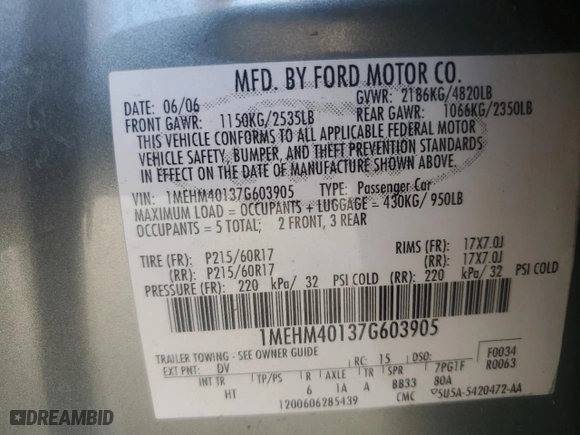 MFD. BY FORD MOTOR CO.
DATE: 06/06 GVWR: 2186KG/4820LB
FRONT GAWR: 1150KG/2535LB REAR GAWR: 1066KG/2350LB
THIS VEHICLE CONFORMS TO ALL APPLICABLE FEDERAL MOTOR
VEHICLE SAFETY, BUMPER, AND THEFT PREVENTION STANDARDS
IN EFFECT ON THE DATE OF MANUFACTURE SHOWN ABOVE.
VIN: 1MEHM40137G603905 TYPE: Passenger Car
MAXIMUM LOAD = OCCUPANTS + LUGGAGE = 430KG/ 950LB
OCCUPANTS = 5 TOTAL; 2 FRONT, 3 REAR
TIRE (FR): P215/60R17 RIMS (FR): 17X7.0J
(RR): P215/60R17 (RR): 17X7.0J
PRESSURE (FR): 220 kPa/ 32 PSI COLD (RR): 220 kPa/ 32 PSI COLD
1MEHM40137G603905
TRAILER TOWING - SEE OWNER GUIDE
EXT PNT: DV RC: 15 DSO: F0034
INT TR TP/PS R AXLE TR SPR 7PG1F R0063
HT 6 1A A BB33 80A
1200606285439 CMC 5U5A-5420472-AA
DREAMBID